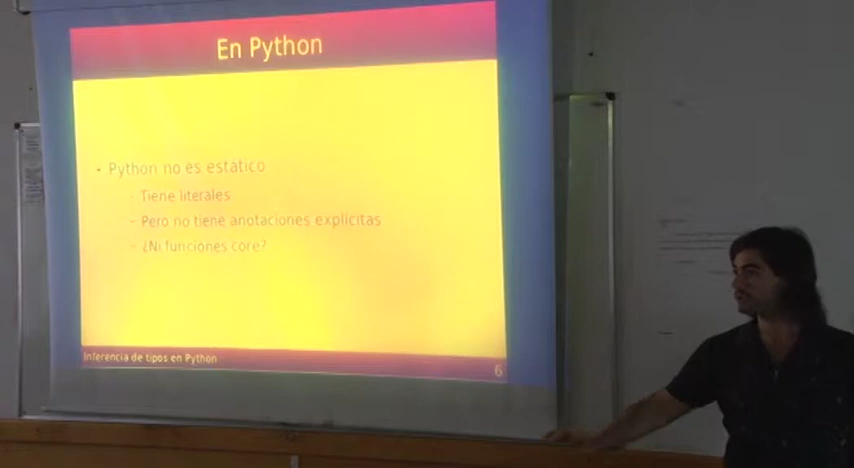 En Python
- Python no es estático
- Tiene literales
- Pero no tiene anotaciones explícitas
- ¿Ni funciones core?
Inferencia de tipos en Python
6